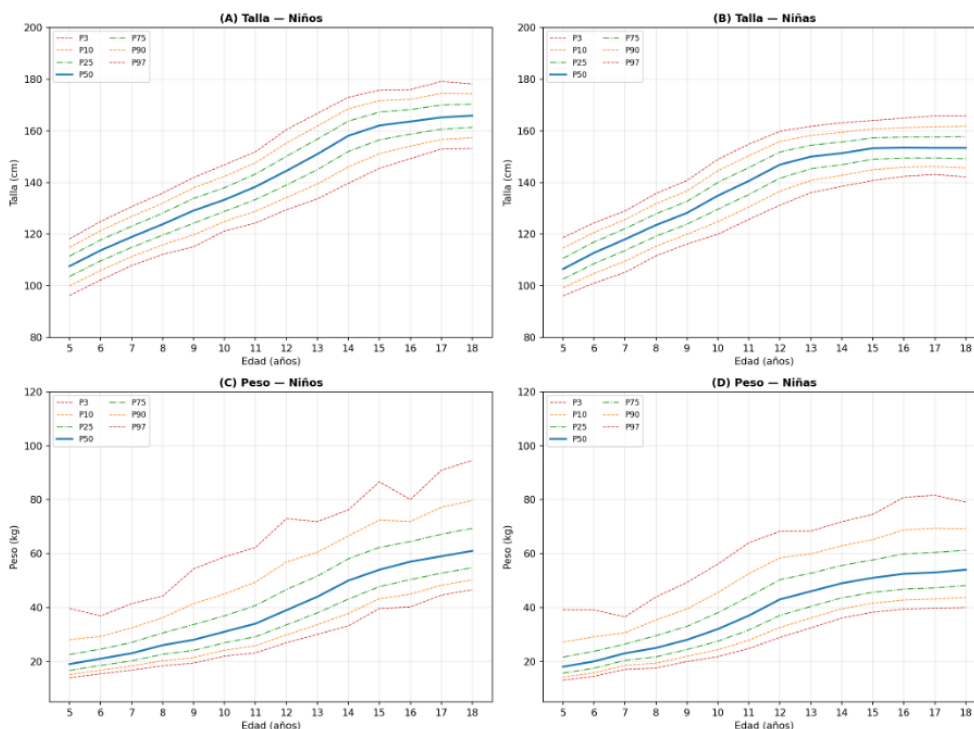 (A) Talla — Niños
200
180
160
140
120
100
80
Talla (cm)
P3 P75
P10 P90
P25 P97
P50
5 6 7 8 9 10 11 12 13 14 15 16 17 18
Edad (años)
(B) Talla — Niñas
200
180
160
140
120
100
80
Talla (cm)
P3 P75
P10 P90
P25 P97
P50
5 6 7 8 9 10 11 12 13 14 15 16 17 18
Edad (años)
(C) Peso — Niños
120
100
80
60
40
20
Peso (kg)
P3 P75
P10 P90
P25 P97
P50
5 6 7 8 9 10 11 12 13 14 15 16 17 18
Edad (años)
(D) Peso — Niñas
120
100
80
60
40
20
Peso (kg)
P3 P75
P10 P90
P25 P97
P50
5 6 7 8 9 10 11 12 13 14 15 16 17 18
Edad (años)